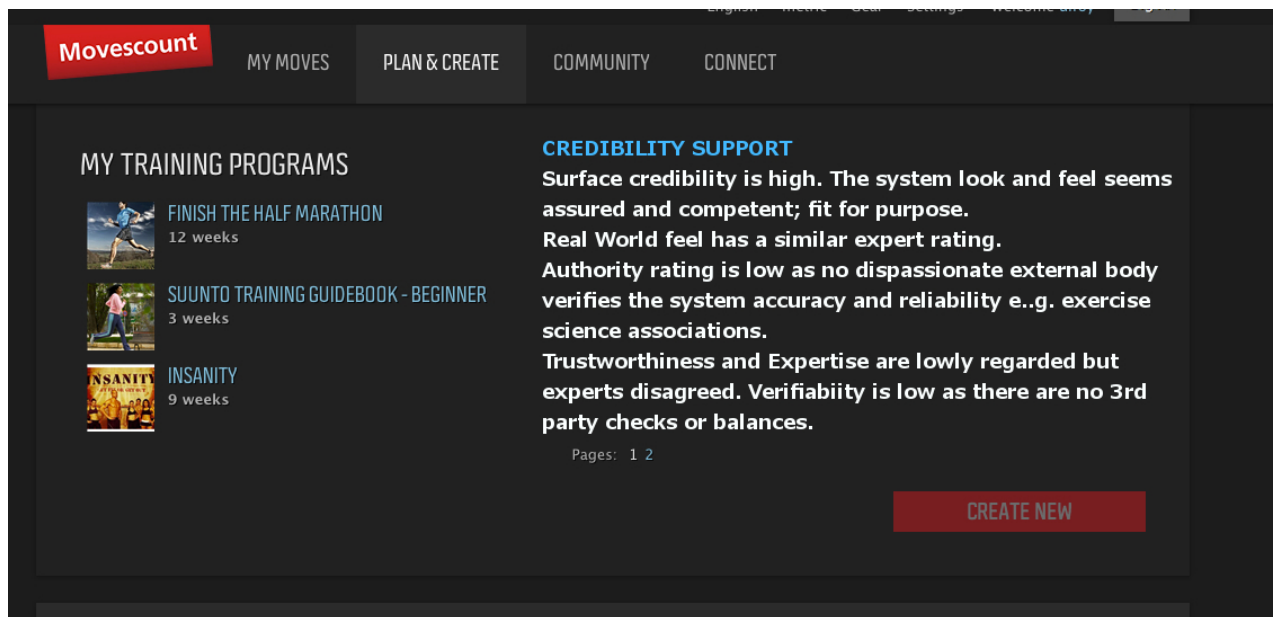 Movescount
MY MOVES
PLAN & CREATE
COMMUNITY
CONNECT
MY TRAINING PROGRAMS
FINISH THE HALF MARATHON
12 weeks
SUUNTO TRAINING GUIDEBOOK - BEGINNER
3 weeks
INSANITY
INSANITY
9 weeks
CREDIBILITY SUPPORT
Surface credibility is high. The system look and feel seems
assured and competent; fit for purpose.
Real World feel has a similar expert rating.
Authority rating is low as no dispassionate external body
verifies the system accuracy and reliability e..g. exercise
science associations.
Trustworthiness and Expertise are lowly regarded but
experts disagreed. Verifiabiity is low as there are no 3rd
party checks or balances.
Pages: 1 2
CREATE NEW